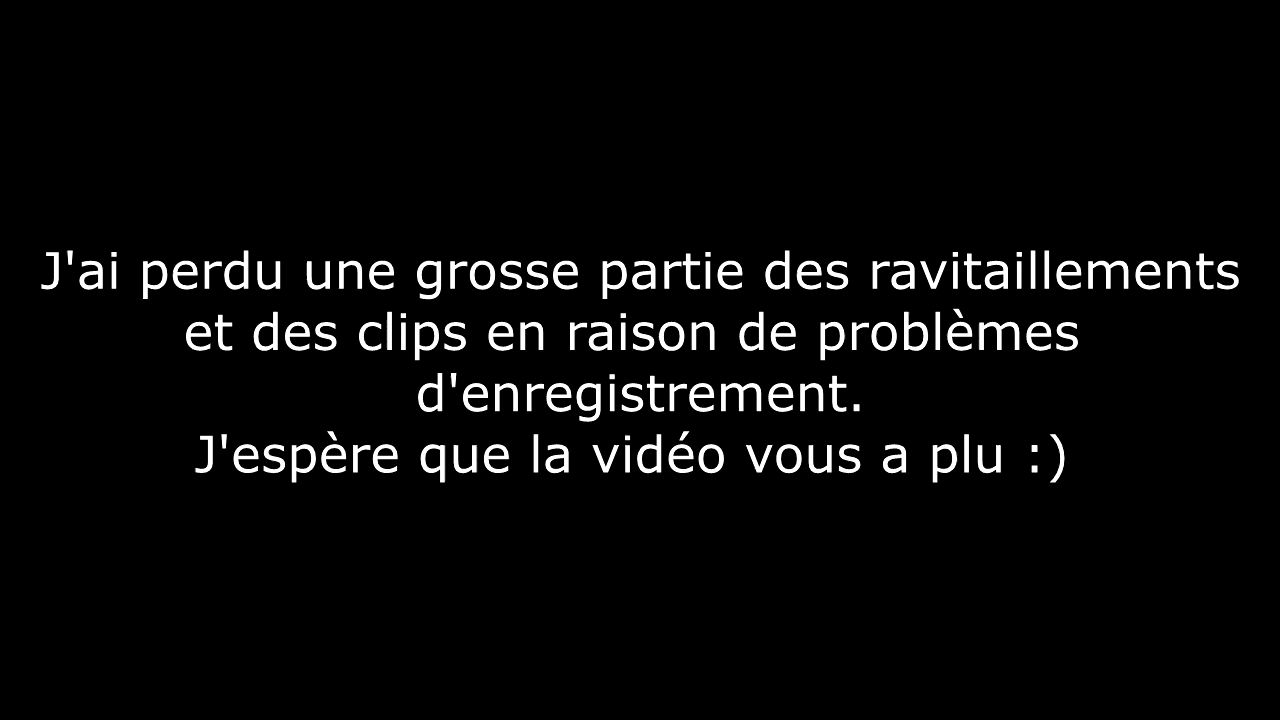 J'ai perdu une grosse partie des ravitaillements
et des clips en raison de problèmes
d'enregistrement.
J'espère que la vidéo vous a plu :)